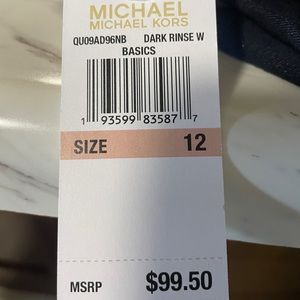 MICHAEL
MICHAEL KORS
QU09AD96NB DARK RINSE W
BASICS
1 93599 83587 7
SIZE 12
MSRP $99.50